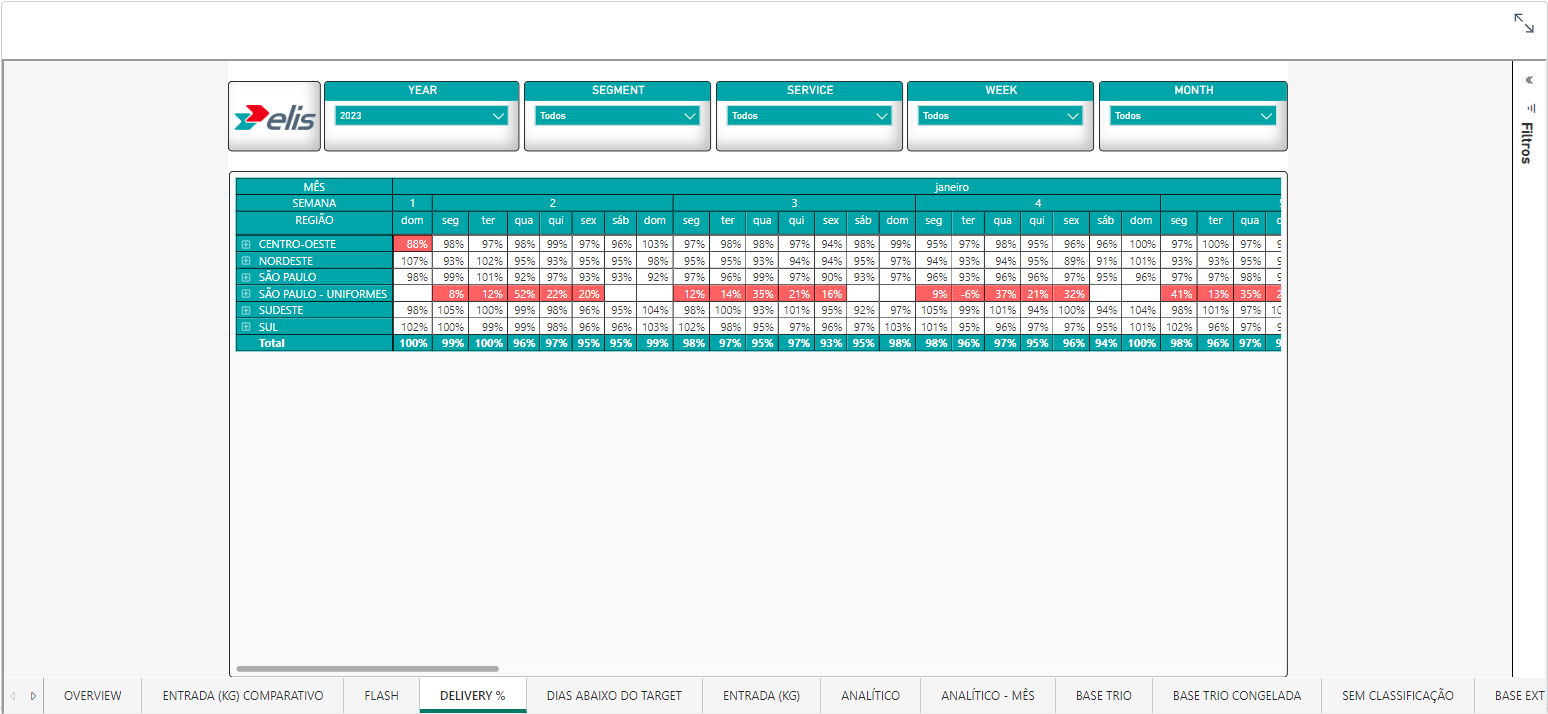 elis
YEAR SEGMENT SERVICE WEEK MONTH
2023 Todos Todos Todos Todos
Filtros
MÊS janeiro
SEMANA 1 2 3 4 5
REGIÃO dom seg ter qua qui sex sáb dom seg ter qua qui sex sáb dom seg ter qua qui sex sáb dom seg ter qua
CENTRO-OESTE 88% 98% 97% 98% 99% 97% 96% 103% 97% 98% 98% 97% 94% 98% 99% 95% 97% 98% 95% 96% 96% 100% 97% 100% 97% 9
NORDESTE 107% 93% 102% 95% 93% 95% 95% 98% 95% 95% 93% 94% 94% 95% 97% 94% 93% 94% 95% 89% 91% 101% 93% 93% 95% 9
SÃO PAULO 98% 99% 101% 92% 97% 93% 93% 92% 97% 96% 99% 97% 90% 93% 97% 96% 93% 96% 96% 97% 95% 96% 97% 97% 98% 9
SÃO PAULO - UNIFORMES 8% 12% 52% 22% 20% 12% 14% 35% 21% 16% 9% -6% 37% 21% 32% 41% 13% 35% 2
SUDESTE 98% 105% 100% 99% 98% 96% 95% 104% 98% 100% 93% 101% 95% 92% 97% 105% 99% 101% 94% 100% 94% 104% 98% 101% 97% 10
SUL 102% 100% 99% 99% 98% 96% 96% 103% 102% 98% 95% 97% 96% 97% 103% 101% 95% 96% 97% 97% 95% 101% 102% 96% 97% 9
Total 100% 99% 100% 96% 97% 95% 95% 99% 98% 97% 95% 97% 93% 95% 98% 98% 96% 97% 95% 96% 94% 100% 98% 96% 97% 9
OVERVIEW ENTRADA (KG) COMPARATIVO FLASH DELIVERY % DIAS ABAIXO DO TARGET ENTRADA (KG) ANALÍTICO ANALÍTICO - MÊS BASE TRIO BASE TRIO CONGELADA SEM CLASSIFICAÇÃO BASE EXT